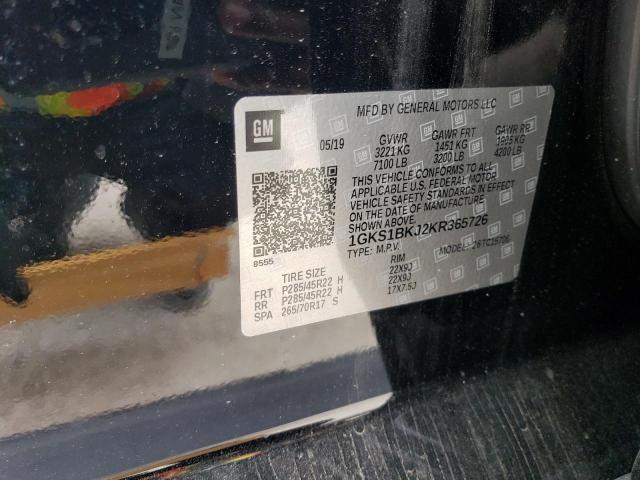 GM
MFD BY GENERAL MOTORS LLC
05/19 GVWR GAWR FRT GAWR RR
3221 KG 1451 KG 1905 KG
7100 LB 3200 LB 4200 LB
THIS VEHICLE CONFORMS TO ALL
APPLICABLE U.S. FEDERAL MOTOR
VEHICLE SAFETY STANDARDS IN EFFECT
ON THE DATE OF MANUFACTURE
SHOWN ABOVE.
1GKS1BKJ2KR365726
TYPE: M.P.V. MODEL: 26TC15706
8555
TIRE SIZE RIM
FRT P285/45R22 H 22X9J
RR P285/45R22 H 22X9J
SPA 265/70R17 S 17X7.5J